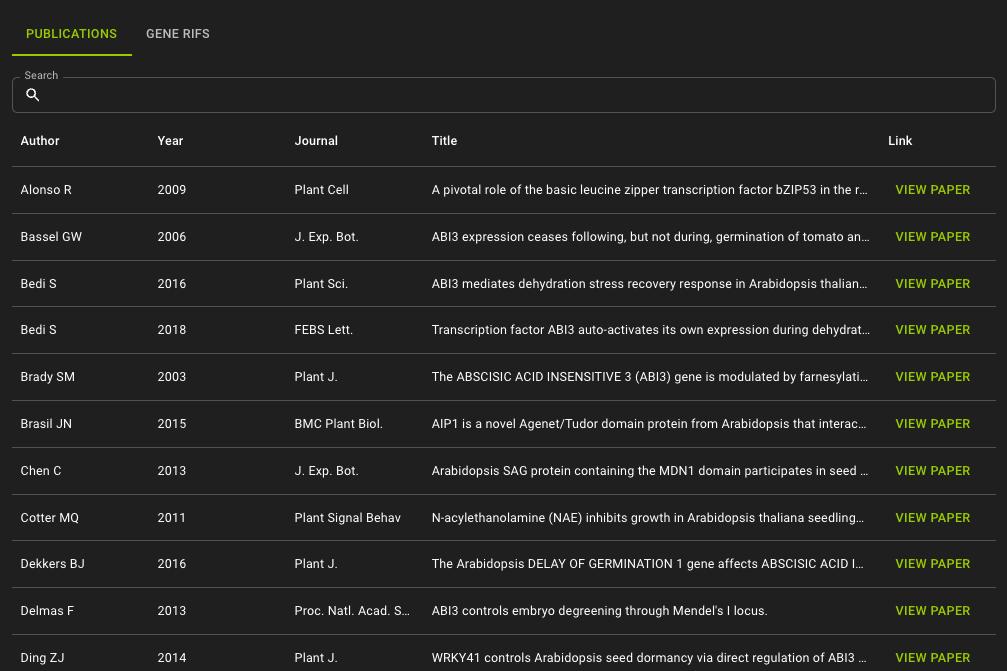 PUBLICATIONS GENE RIFS
Search
Author Year Journal Title Link
Alonso R 2009 Plant Cell A pivotal role of the basic leucine zipper transcription factor bZIP53 in the r... VIEW PAPER
Bassel GW 2006 J. Exp. Bot. ABI3 expression ceases following, but not during, germination of tomato an... VIEW PAPER
Bedi S 2016 Plant Sci. ABI3 mediates dehydration stress recovery response in Arabidopsis thalian... VIEW PAPER
Bedi S 2018 FEBS Lett. Transcription factor ABI3 auto-activates its own expression during dehydrat... VIEW PAPER
Brady SM 2003 Plant J. The ABSCISIC ACID INSENSITIVE 3 (ABI3) gene is modulated by farnesylati... VIEW PAPER
Brasil JN 2015 BMC Plant Biol. AIP1 is a novel Agenet/Tudor domain protein from Arabidopsis that interac... VIEW PAPER
Chen C 2013 J. Exp. Bot. Arabidopsis SAG protein containing the MDN1 domain participates in seed ... VIEW PAPER
Cotter MQ 2011 Plant Signal Behav N-acylethanolamine (NAE) inhibits growth in Arabidopsis thaliana seedling... VIEW PAPER
Dekkers BJ 2016 Plant J. The Arabidopsis DELAY OF GERMINATION 1 gene affects ABSCISIC ACID I... VIEW PAPER
Delmas F 2013 Proc. Natl. Acad. S... ABI3 controls embryo degreening through Mendel's I locus. VIEW PAPER
Ding ZJ 2014 Plant J. WRKY41 controls Arabidopsis seed dormancy via direct regulation of ABI3 ... VIEW PAPER